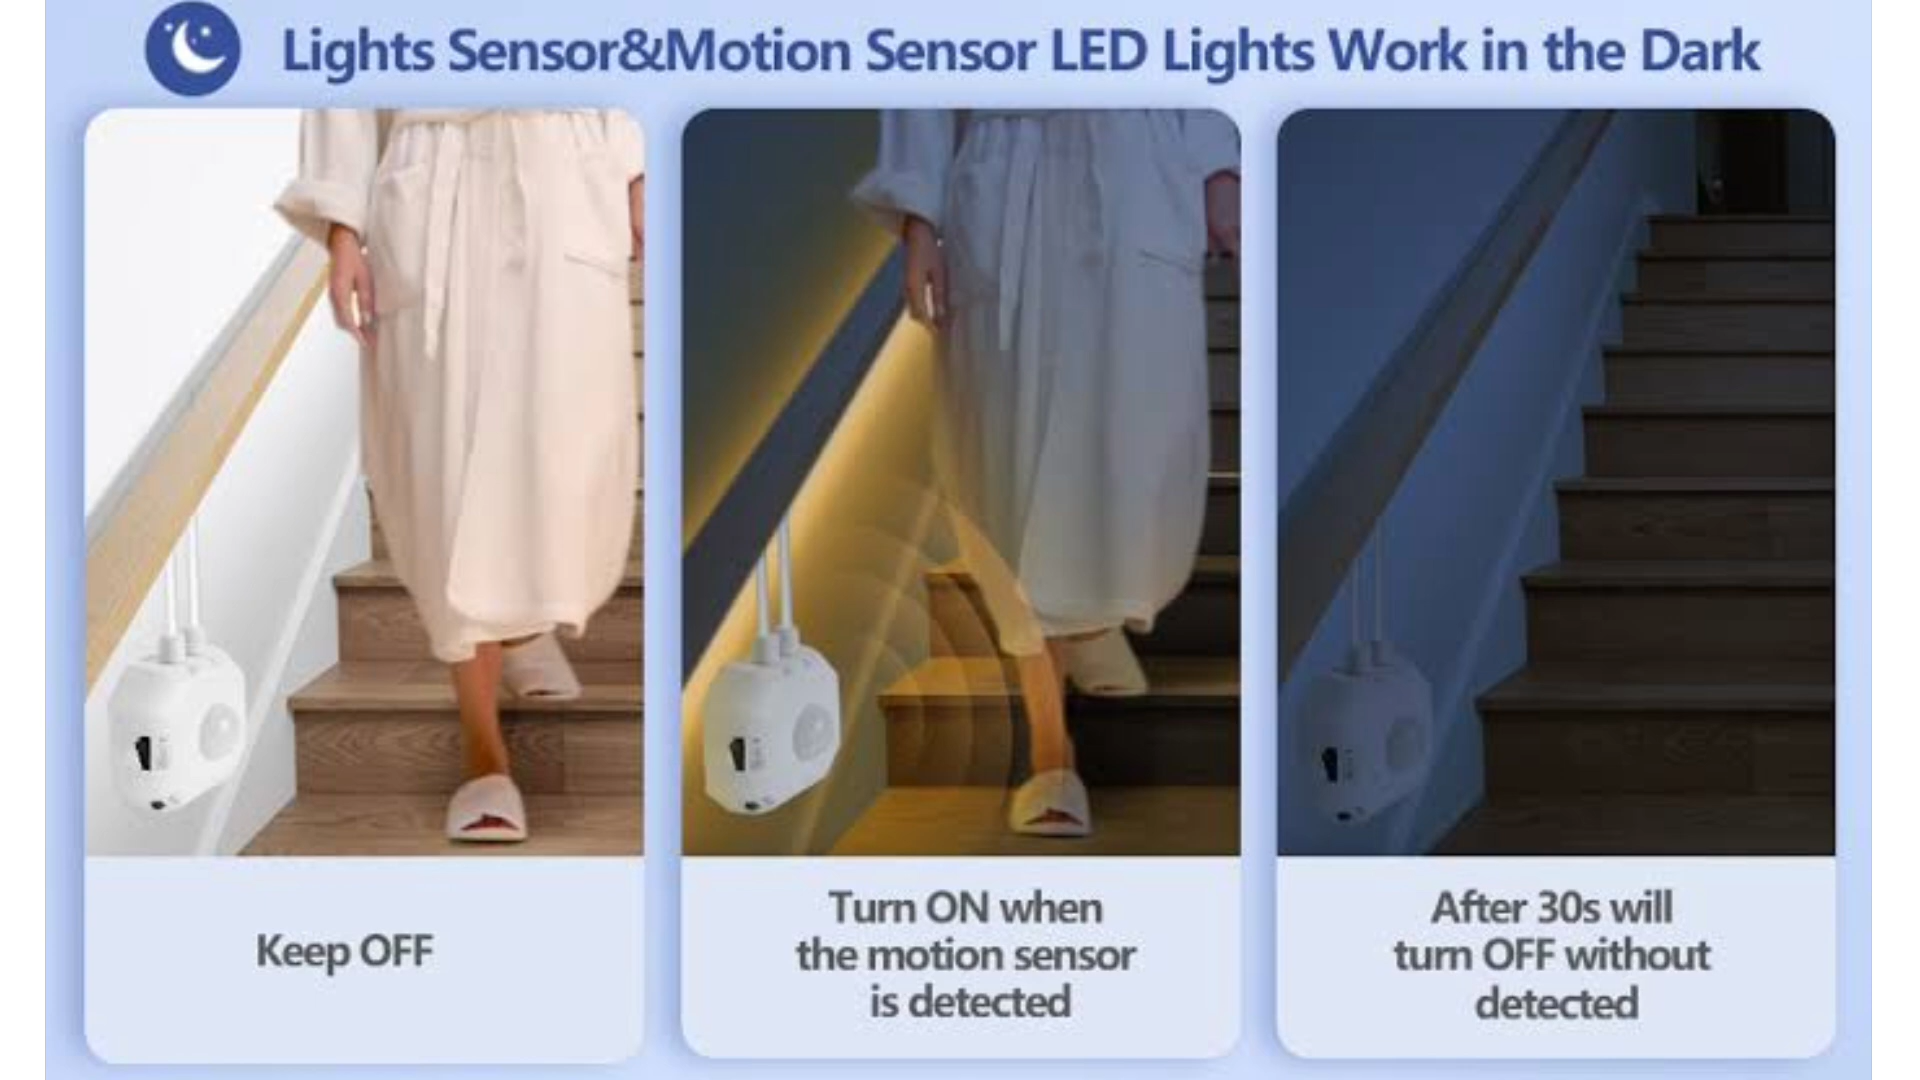 Lights Sensor&Motion Sensor LED Lights Work in the Dark
Keep OFF
Turn ON when
the motion sensor
is detected
After 30s will
turn OFF without
detected